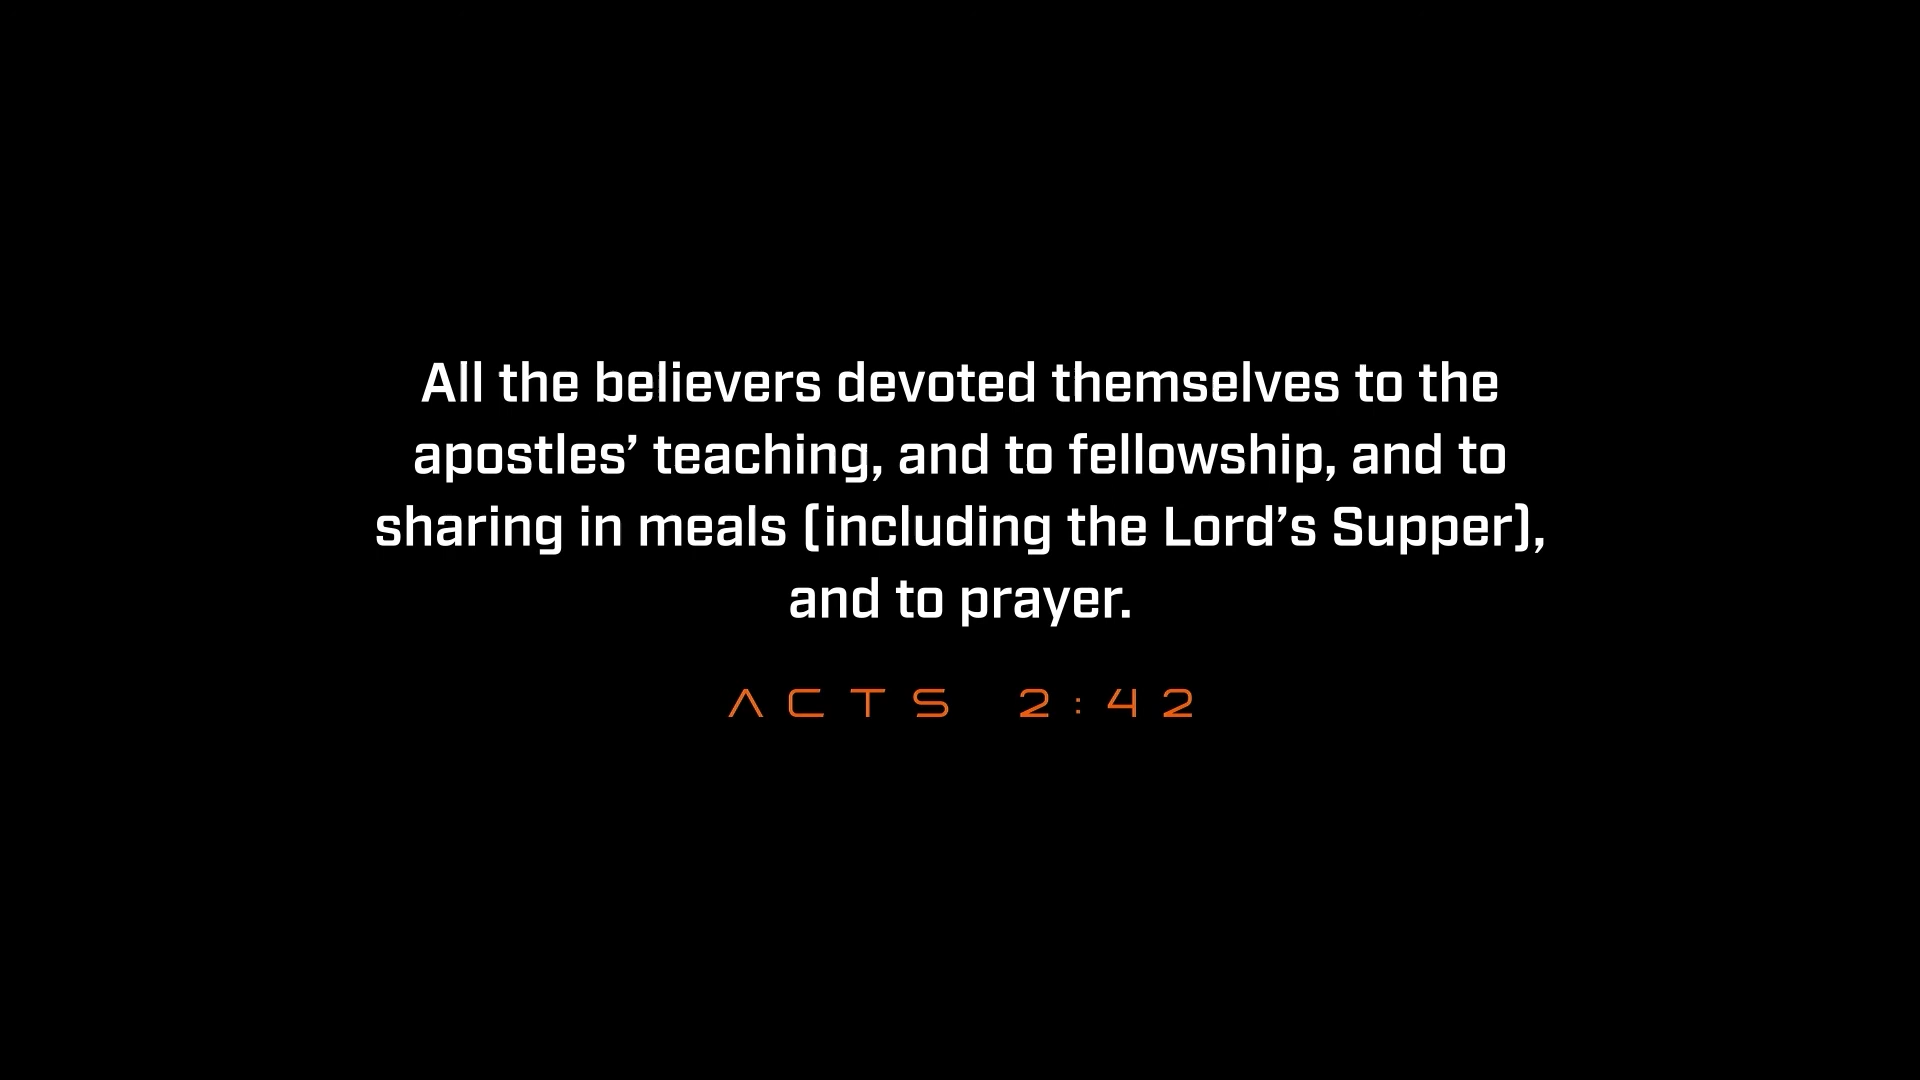 All the believers devoted themselves to the
apostles’ teaching, and to fellowship, and to
sharing in meals (including the Lord’s Supper),
and to prayer.
ACTS 2:42